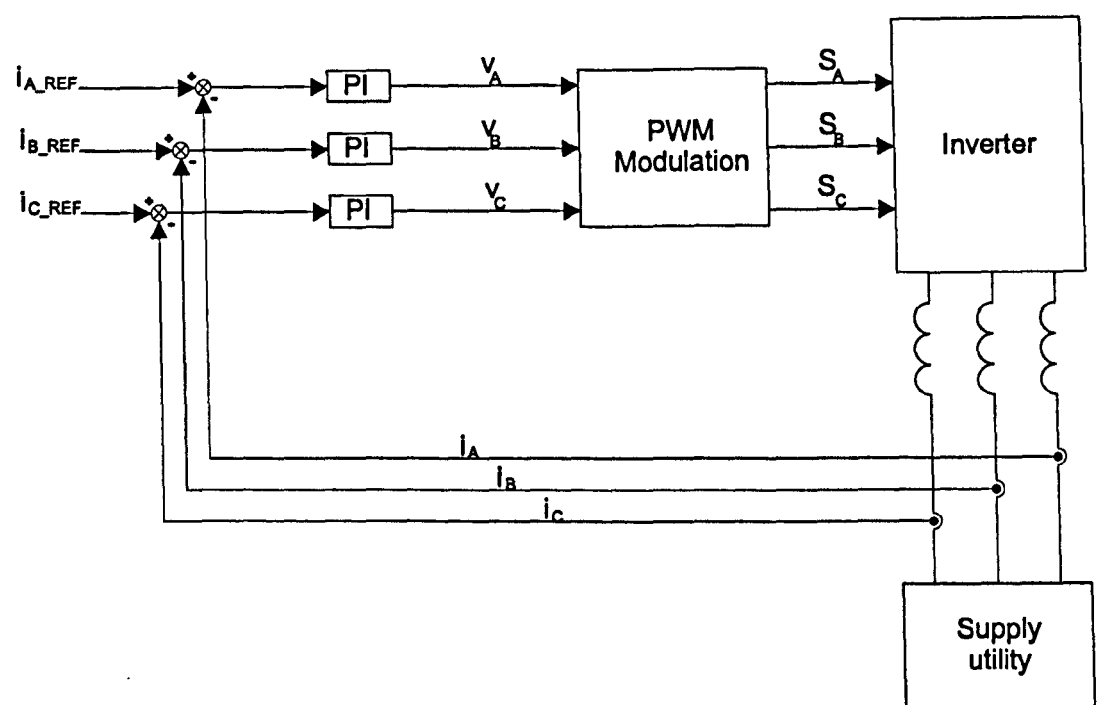 i_A_REF + - PI v_A S_A
i_B_REF + - PI v_B S_B
i_C_REF + - PI v_C S_C
PWM
Modulation
Inverter
i_A
i_B
i_C
Supply
utility